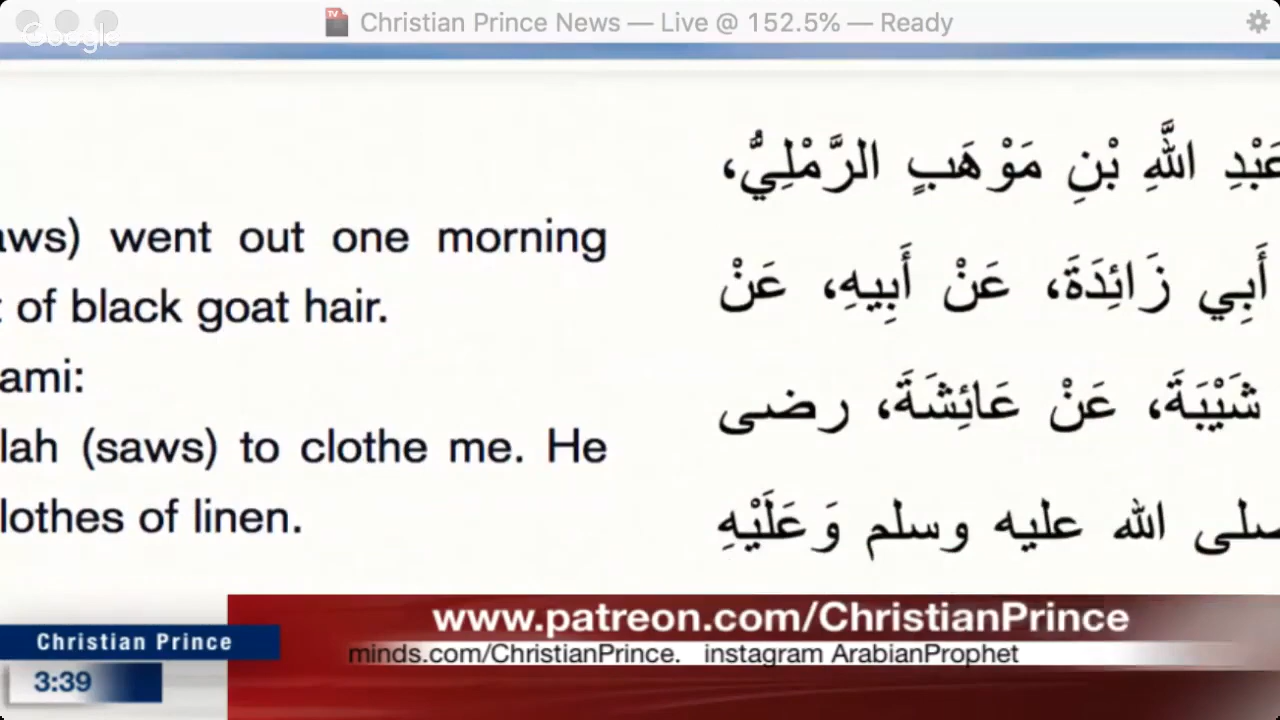 Christian Prince News — Live @ 152.5% — Ready
Google
aws) went out one morning
of black goat hair.
ami:
lah (saws) to clothe me. He
lothes of linen.
عَبْدِ اللَّهِ بْنِ مَوْهَبٍ الرَّمْلِيُّ،
أَبِي زَائِدَةَ، عَنْ أَبِيهِ، عَنْ
شَيْبَةَ، عَنْ عَائِشَةَ، رضى
صلى الله عليه وسلم وَعَلَيْهِ
www.patreon.com/ChristianPrince
Christian Prince
minds.com/ChristianPrince. instagram ArabianProphet
3:39